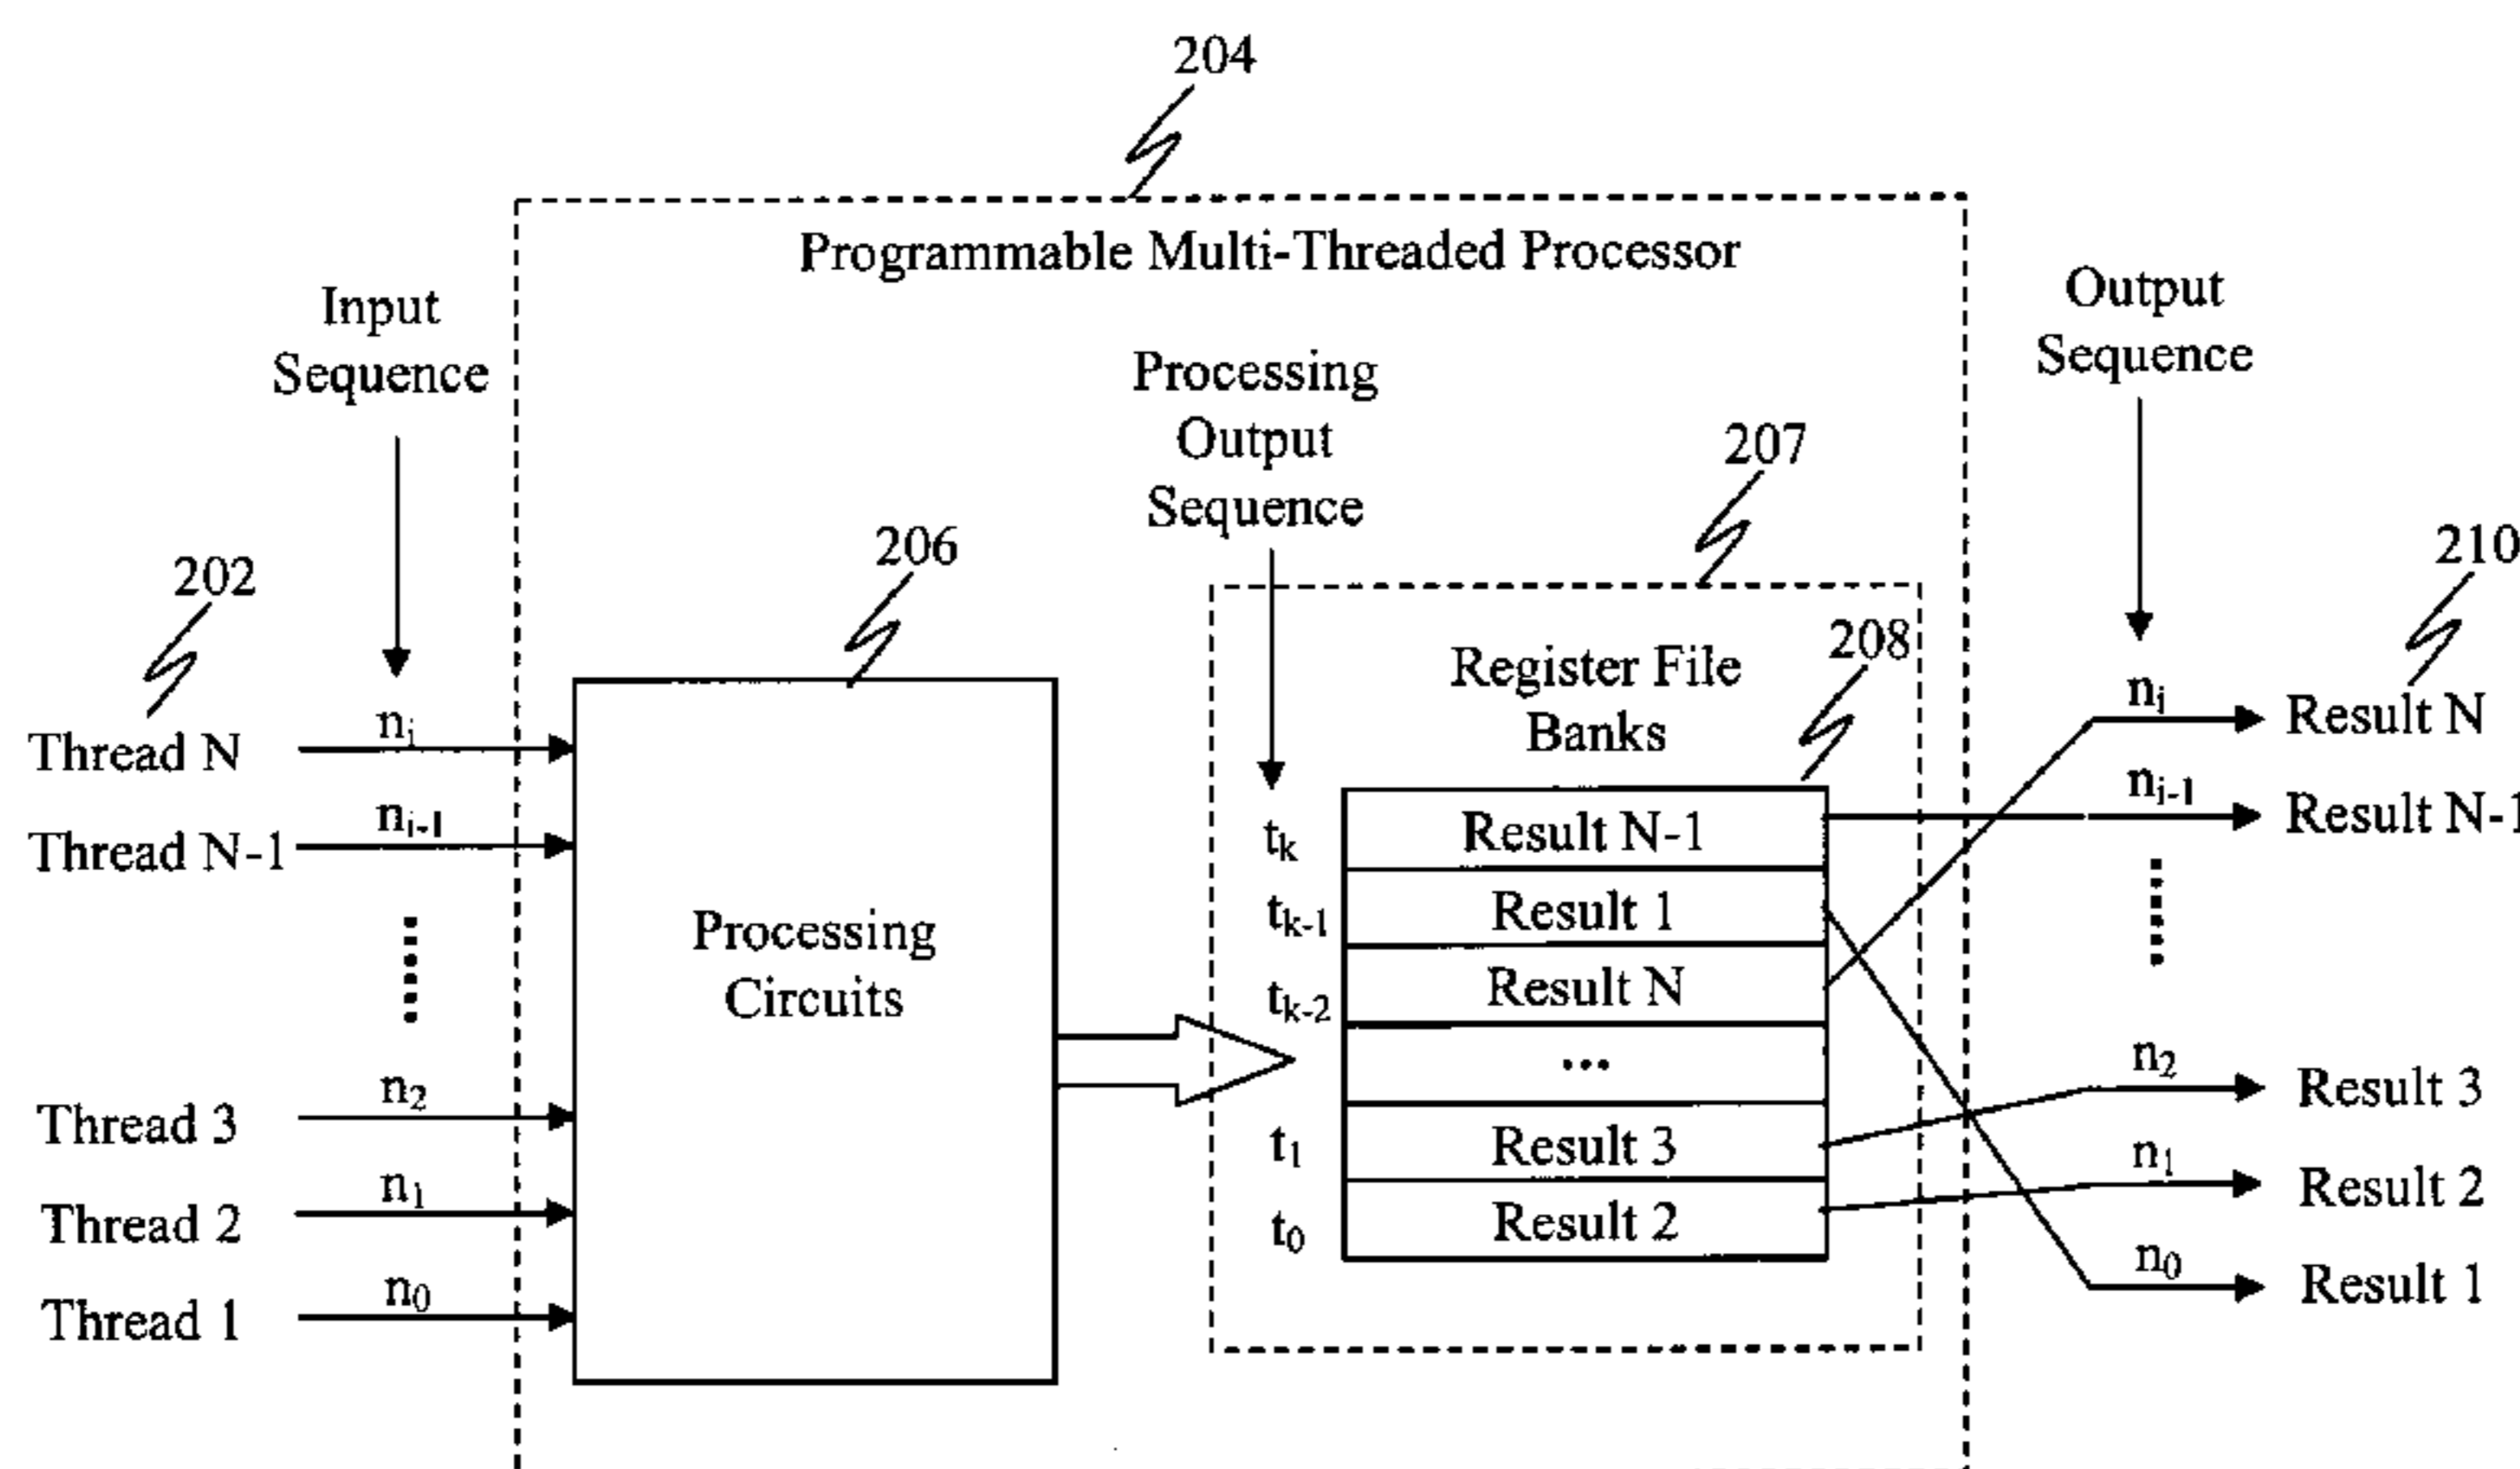 204
Programmable Multi-Threaded Processor
Input
Sequence
Processing
Output
Sequence
Output
Sequence
202
206
207
208
210
Thread N
nᵢ
Thread N-1
nᵢ₋₁
Thread 3
n₂
Thread 2
n₁
Thread 1
n₀
Processing
Circuits
Register File
Banks
tₖ
Result N-1
tₖ₋₁
Result 1
tₖ₋₂
Result N
...
t₁
Result 3
t₀
Result 2
nᵢ
Result N
nᵢ₋₁
Result N-1
n₂
Result 3
n₁
Result 2
n₀
Result 1